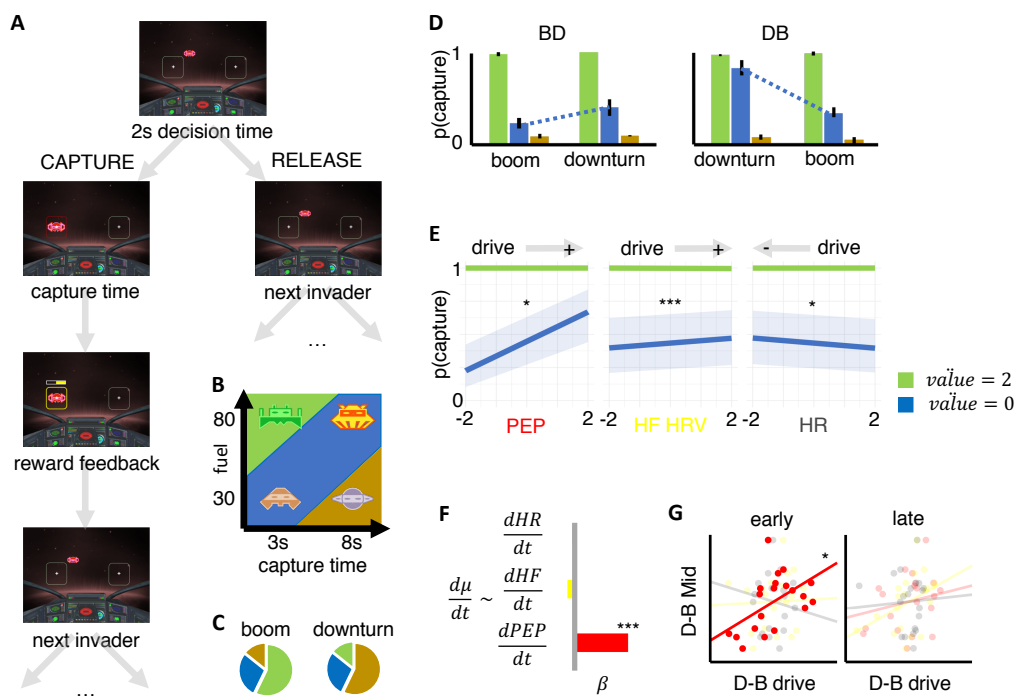 A
2s decision time
CAPTURE
RELEASE
capture time
next invader
...
reward feedback
next invader
...
B
80
fuel
30
3s
8s
capture time
C
boom
downturn
D
BD
DB
1
p(capture)
0
boom
downturn
1
0
downturn
boom
E
drive
+
drive
+
-
drive
1
p(capture)
0
*
***
*
-2
PEP
2
-2
HF HRV
2
-2
HR
2
value̎ = 2
value̎ = 0
F
dμ/dt ~
dHR/dt
dHF/dt
dPEP/dt
***
β
G
early
late
*
D-B Mid
D-B drive
D-B drive